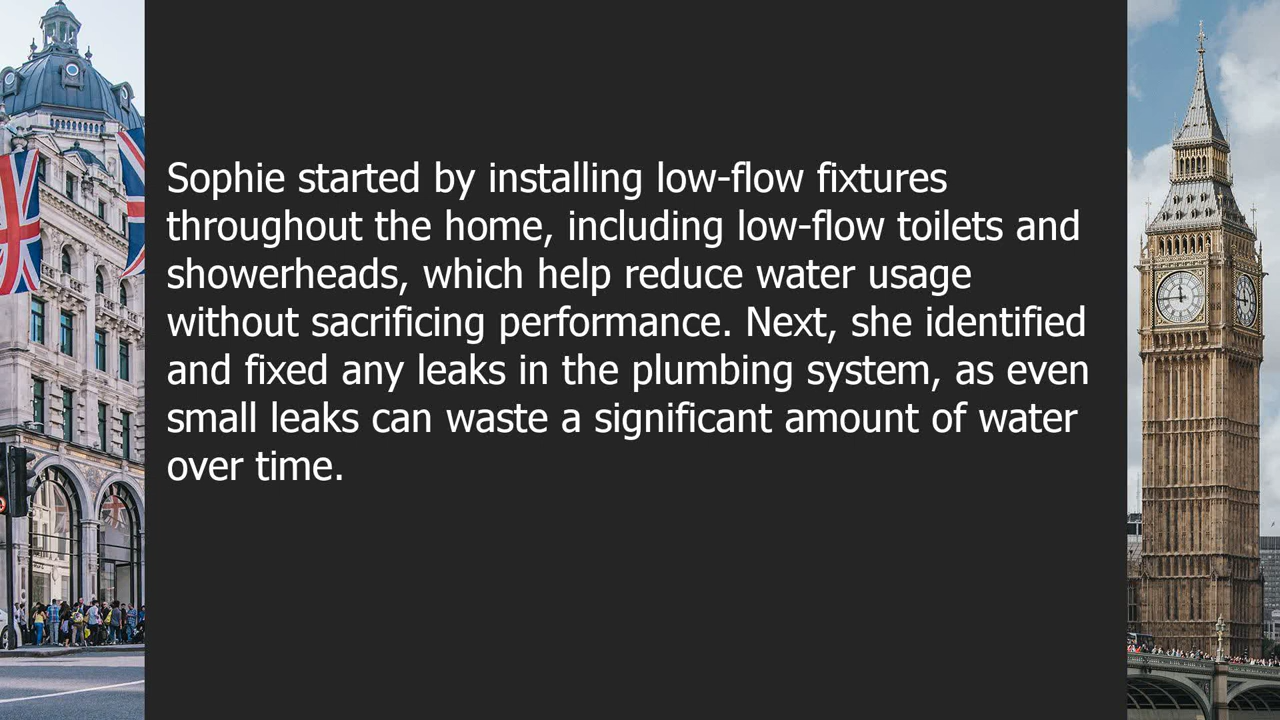 Sophie started by installing low-flow fixtures
throughout the home, including low-flow toilets and
showerheads, which help reduce water usage
without sacrificing performance. Next, she identified
and fixed any leaks in the plumbing system, as even
small leaks can waste a significant amount of water
over time.